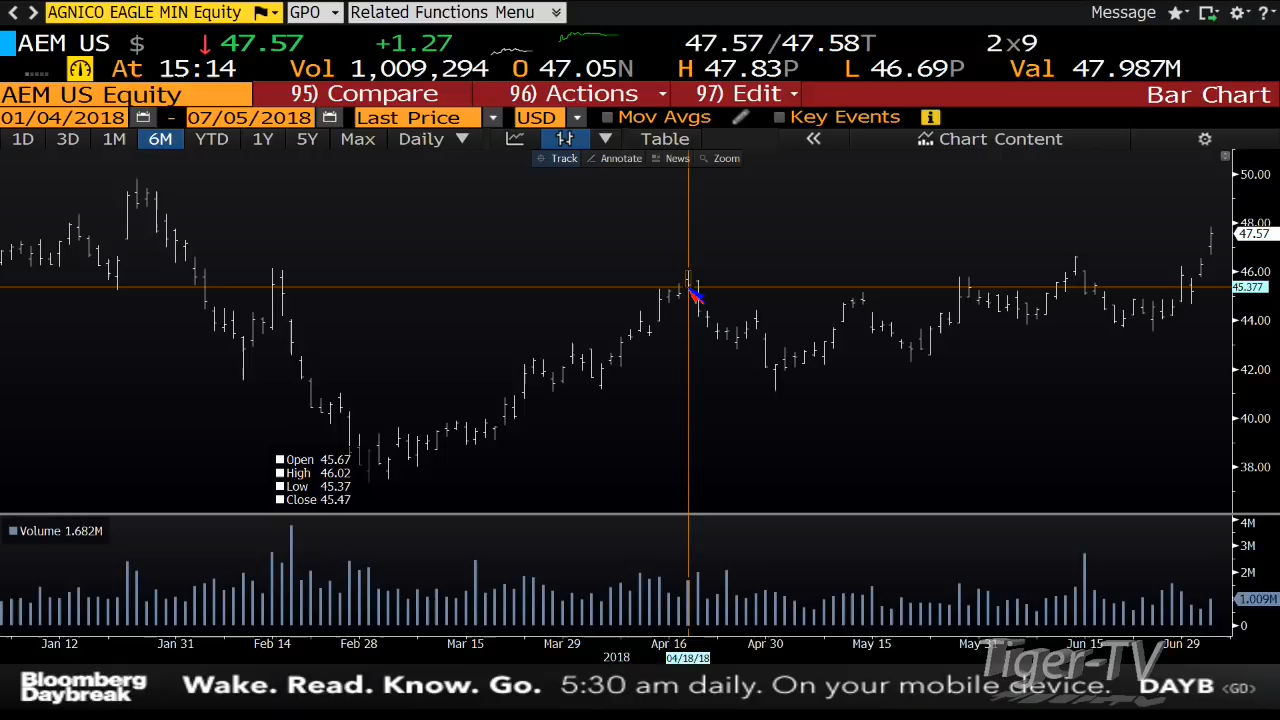 AGNICO EAGLE MIN Equity GPO Related Functions Menu Message
AEM US $ 47.57 +1.27 47.57/47.58T 2x9
At 15:14 Vol 1,009,294 O 47.05N H 47.83P L 46.69P Val 47.987M
AEM US Equity 95) Compare 96) Actions 97) Edit Bar Chart
01/04/2018 - 07/05/2018 Last Price USD Mov Avgs Key Events
1D 3D 1M 6M YTD 1Y 5Y Max Daily Table Chart Content
Track Annotate News Zoom
50.00
48.00
47.57
46.00
45.377
44.00
42.00
40.00
38.00
Open 45.67
High 46.02
Low 45.37
Close 45.47
Volume 1.682M
4M
3M
2M
1.009M
0
Jan 12 Jan 31 Feb 14 Feb 28 Mar 15 Mar 29 Apr 16 Apr 30 May 15 May 31 Jun 15 Jun 29
2018 04/18/18
Tiger-TV
Bloomberg
Daybreak
Wake. Read. Know. Go. 5:30 am daily. On your mobile device. DAYB <GO>